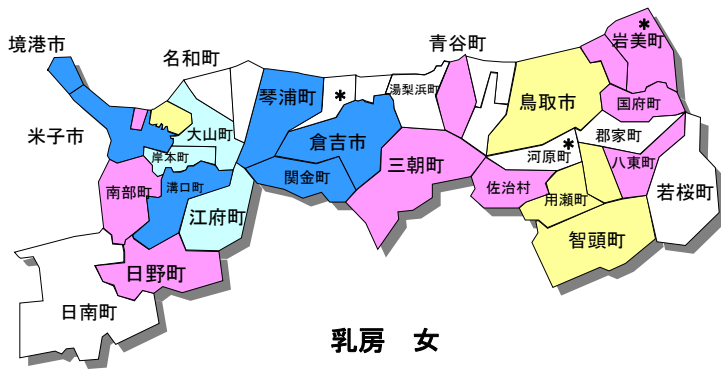 境港市
名和町
青谷町
*
岩美町
琴浦町
*
湯梨浜町
鳥取市
国府町
米子市
大山町
倉吉市
郡家町
岸本町
三朝町
河原町
*
八東町
南部町
溝口町
関金町
佐治村
用瀬町
若桜町
江府町
智頭町
日野町
日南町
乳房 女